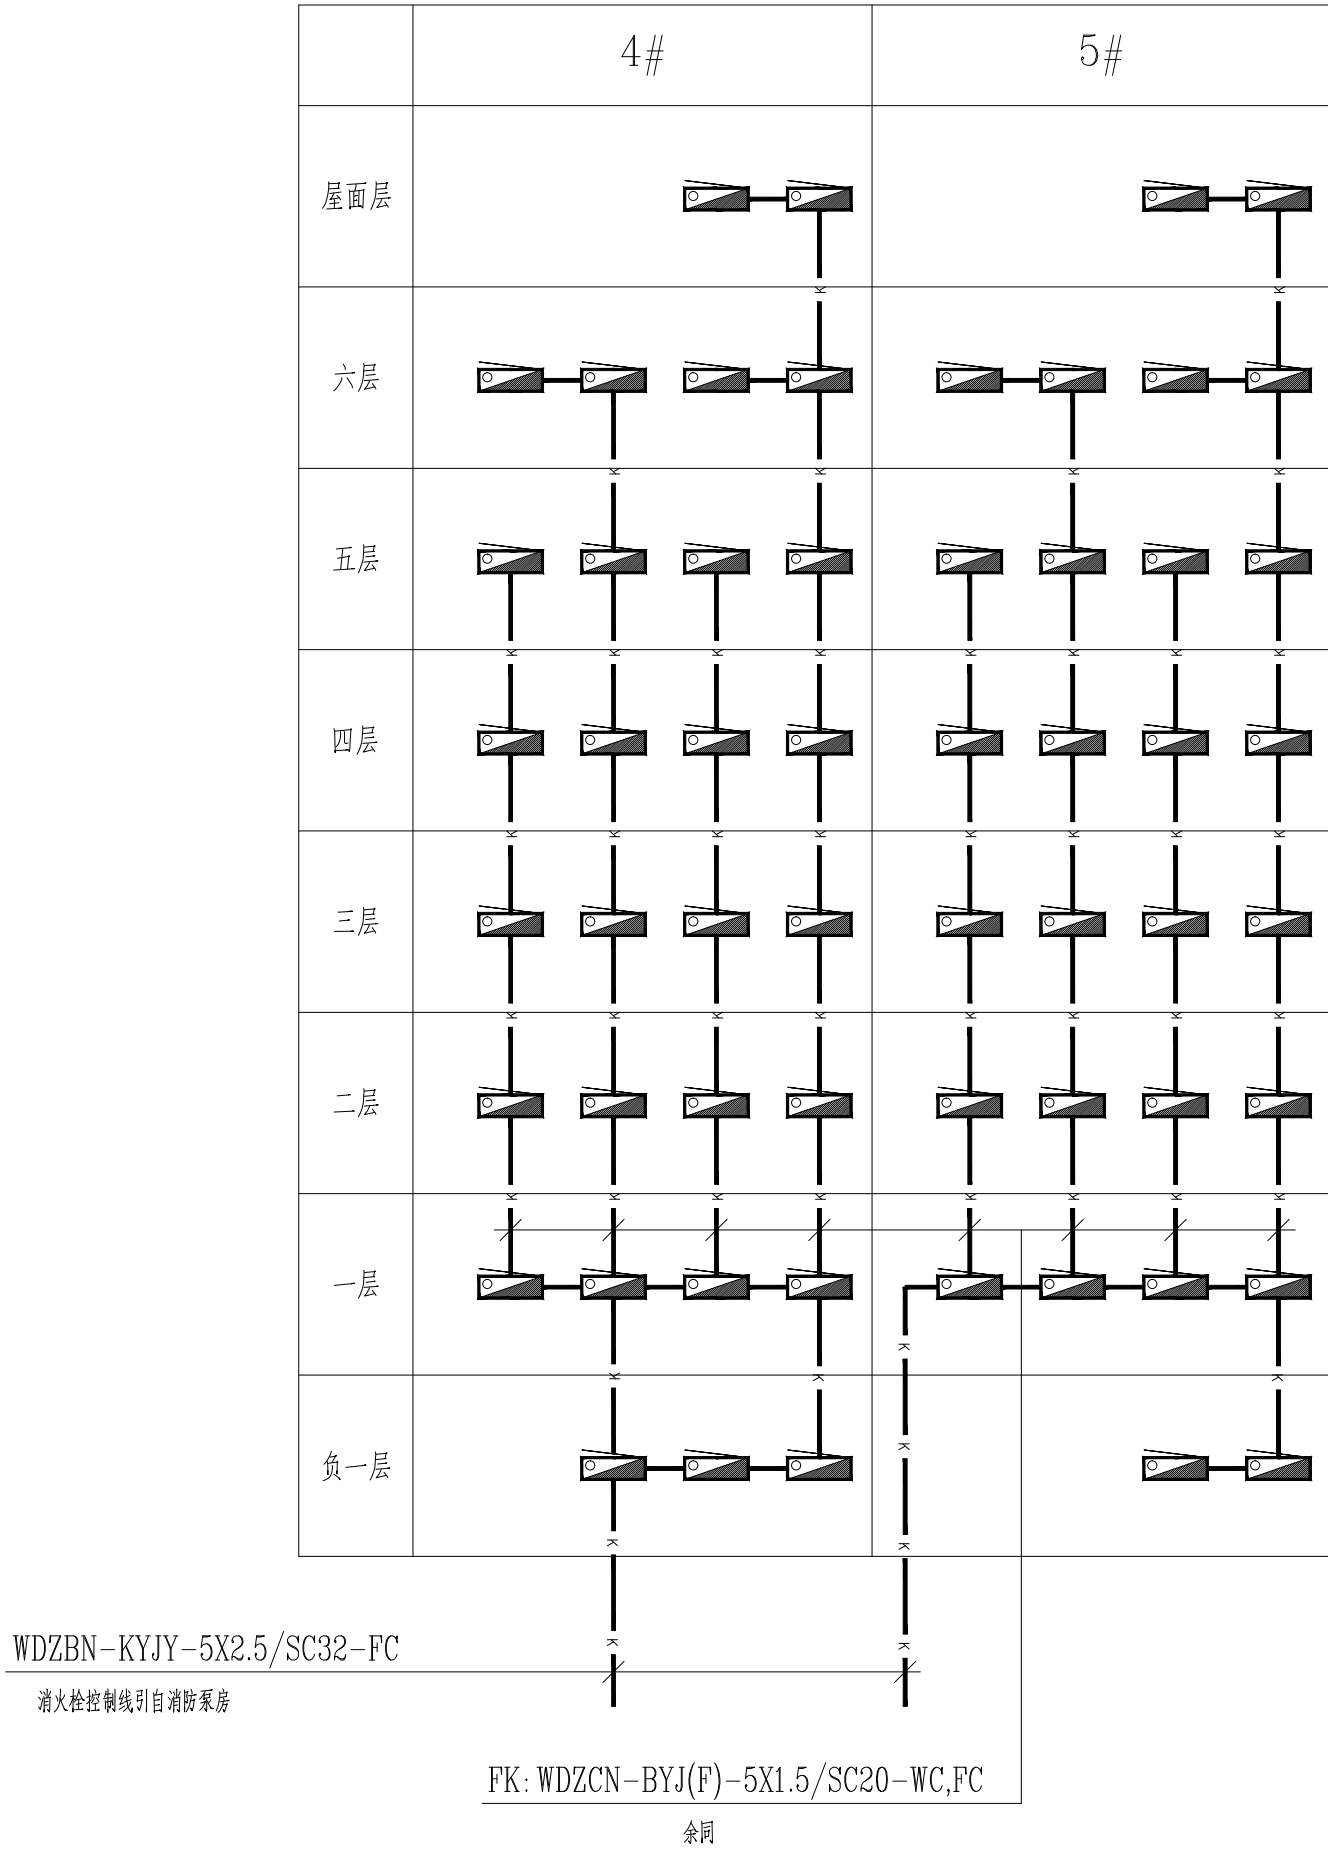 4#
5#
屋面层
六层
五层
四层
三层
二层
一层
负一层
WDZBN-KYJY-5X2.5/SC32-FC
消火栓控制线引自消防泵房
FK: WDZCN-BYJ(F)-5X1.5/SC20-WC,FC
余同